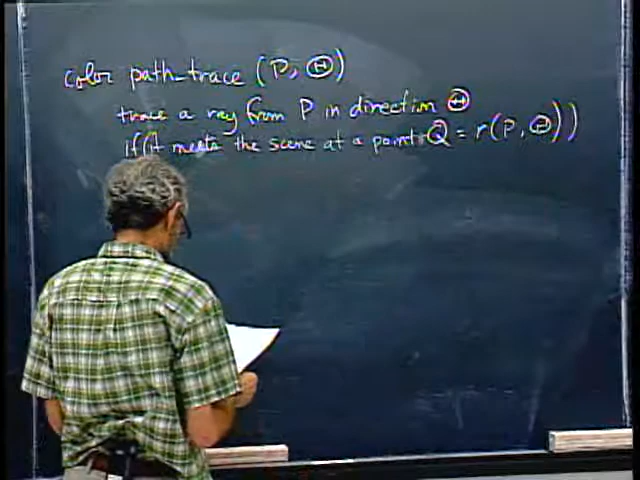 color path_trace (P, Θ)
trace a ray from P in direction Θ
if (it meets the scene at a point Q = r(P, Θ))